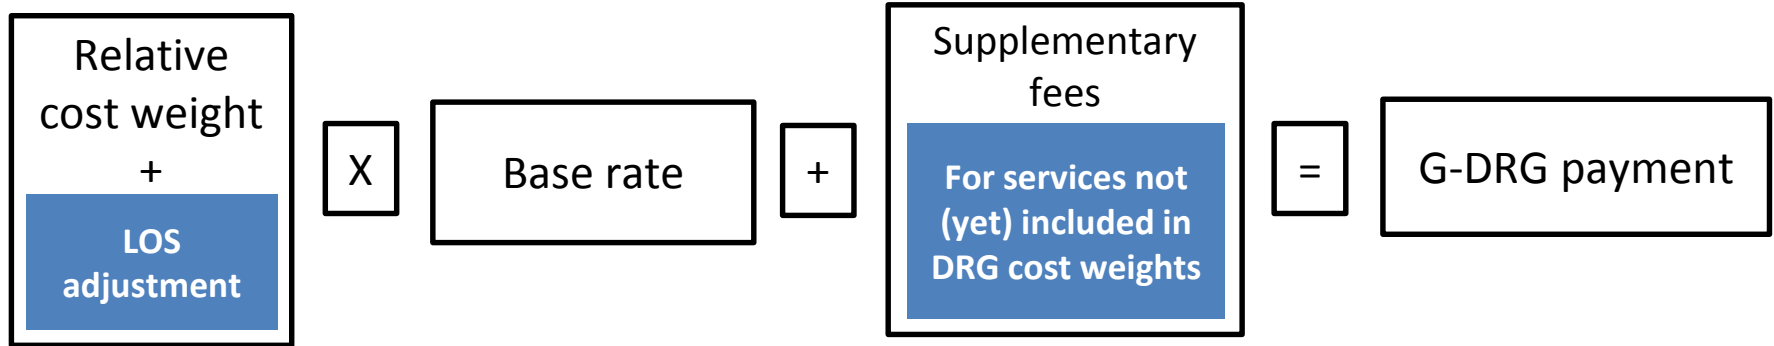 Relative
cost weight
+
LOS
adjustment
X
Base rate
+
Supplementary
fees
For services not
(yet) included in
DRG cost weights
=
G-DRG payment